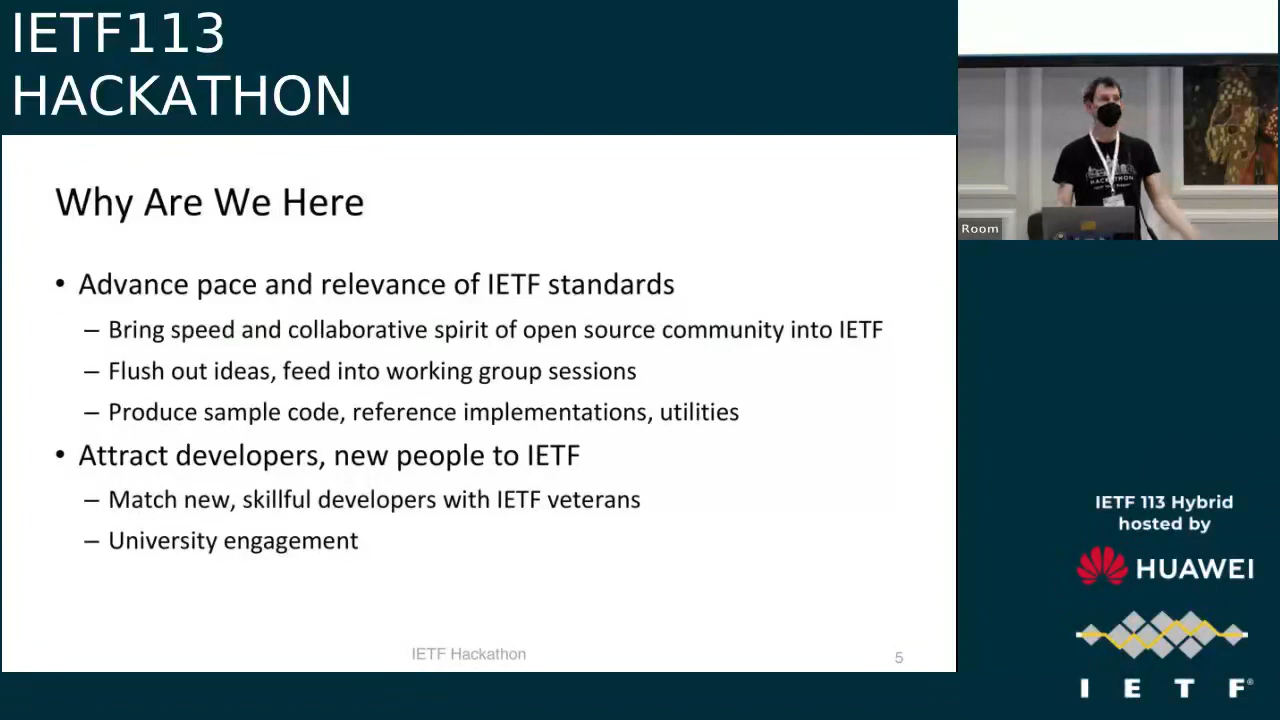 IETF113
HACKATHON
Why Are We Here
• Advance pace and relevance of IETF standards
– Bring speed and collaborative spirit of open source community into IETF
– Flush out ideas, feed into working group sessions
– Produce sample code, reference implementations, utilities
• Attract developers, new people to IETF
– Match new, skillful developers with IETF veterans
– University engagement
IETF Hackathon
5
HACKATHON
Room
IETF 113 Hybrid
hosted by
HUAWEI
I E T F®